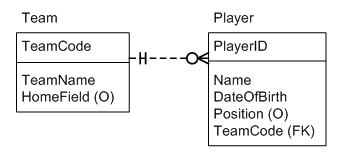 Team
TeamCode
TeamName
HomeField (O)
Player
PlayerID
Name
DateOfBirth
Position (O)
TeamCode (FK)